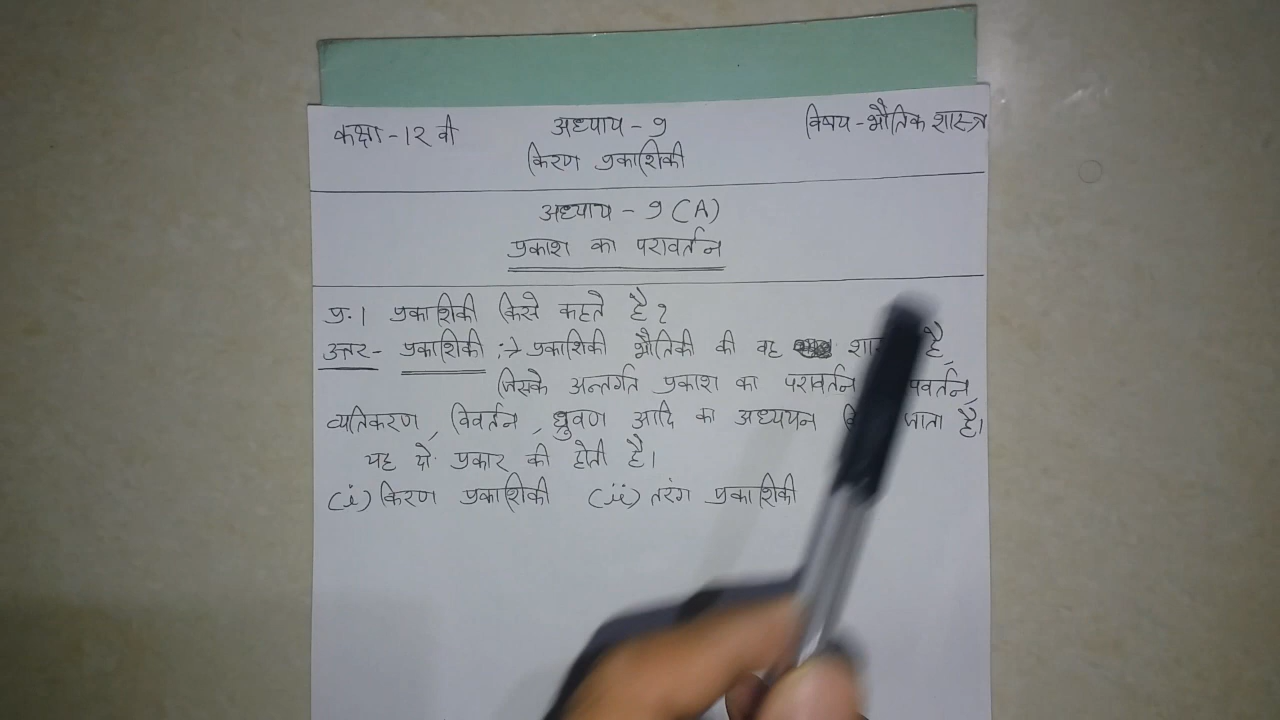 कक्षा -12 वी
अध्याय - 9
विषय - भौतिक शास्त्र
किरण प्रकाशिकी
अध्याय - 9 (A)
प्रकाश का परावर्तन
प्र.1 प्रकाशिकी किसे कहते है ?
उत्तर- प्रकाशिकी :→ प्रकाशिकी भौतिकी की वह है,
जिसके अन्तर्गत प्रकाश का परावर्तन
व्यतिकरण, विवर्तन, ध्रुवण आदि का अध्ययन जाता है।
यह दो प्रकार की होती है।
(i) किरण प्रकाशिकी (ii) तरंग प्रकाशिकी